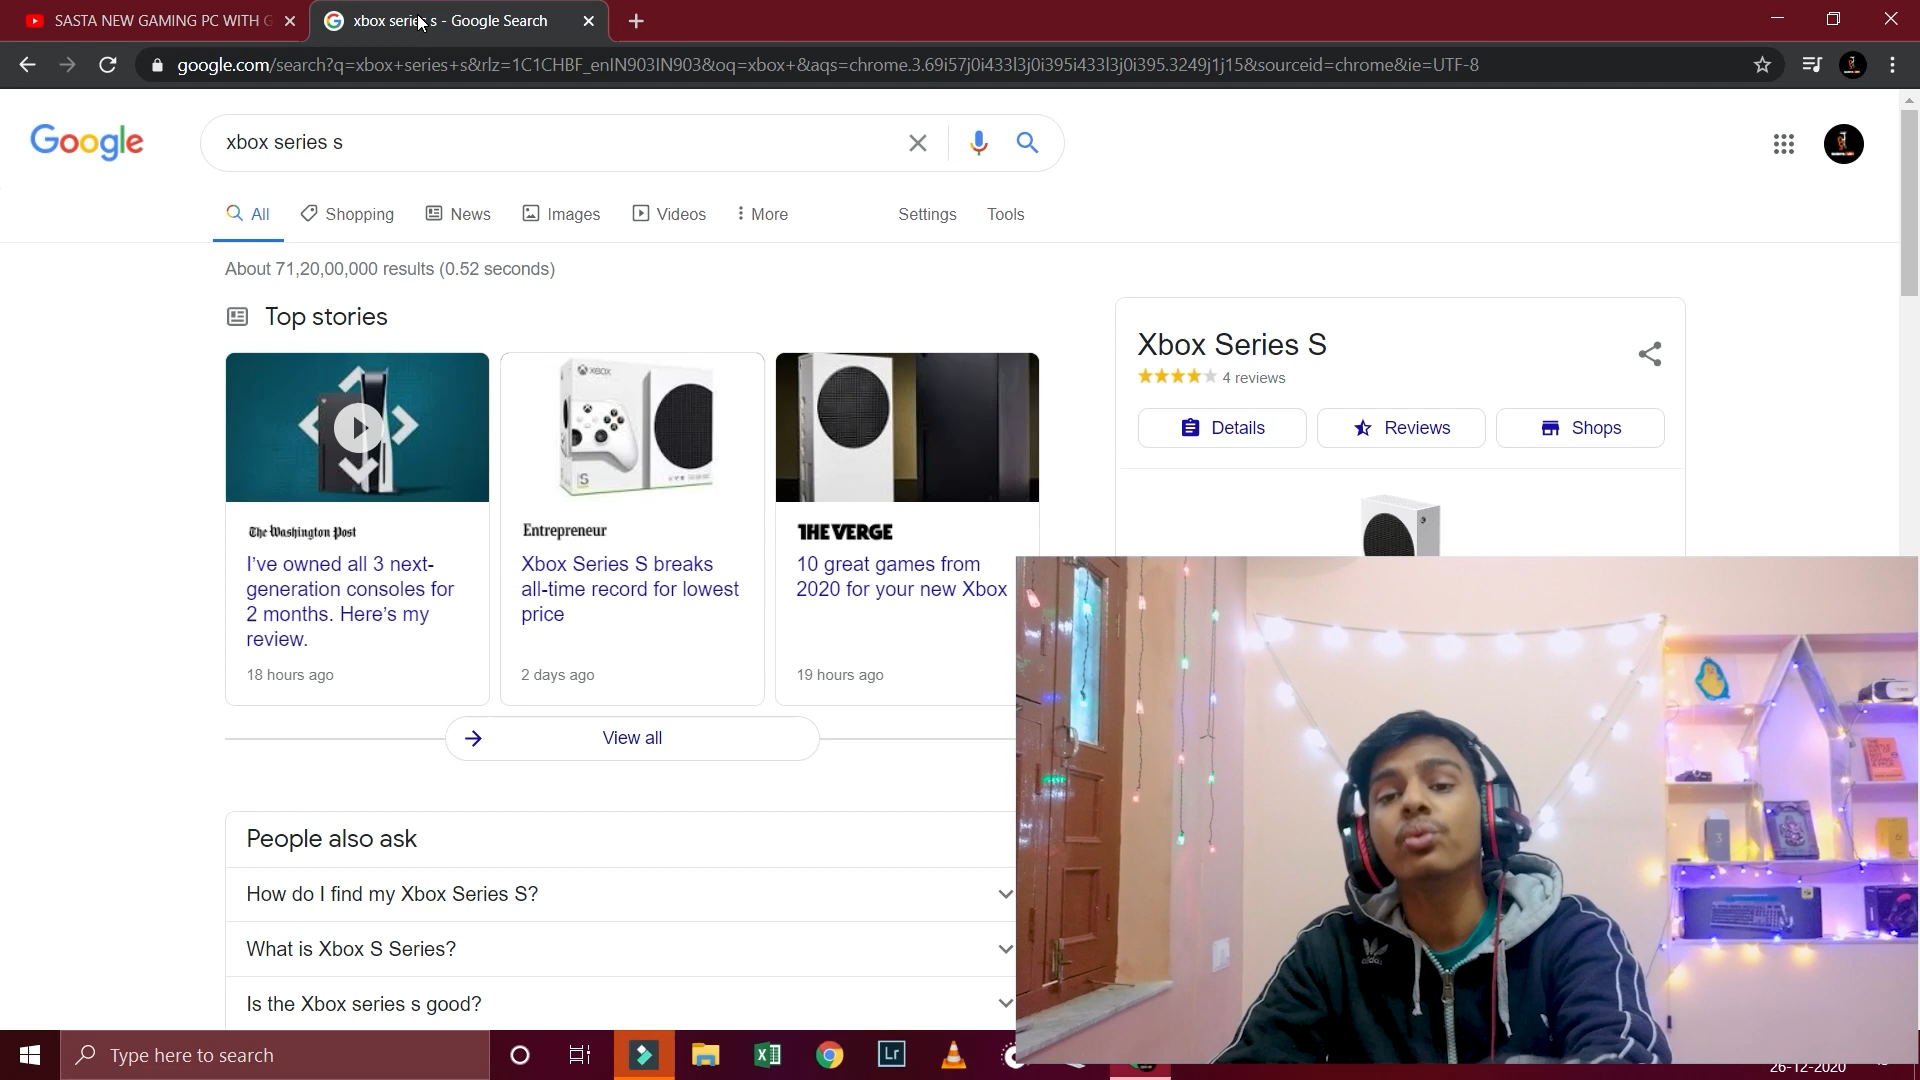 SASTA NEW GAMING PC WITH G
xbox series s - Google Search
google.com/search?q=xbox+series+s&rlz=1C1CHBF_enIN903IN903&oq=xbox+&aqs=chrome.3.69i57j0i433l3j0i395i433l3j0i395.3249j1j15&sourceid=chrome&ie=UTF-8
Google
xbox series s
All Shopping News Images Videos More Settings Tools
About 71,20,00,000 results (0.52 seconds)
Top stories
The Washington Post
I've owned all 3 next-
generation consoles for
2 months. Here's my
review.
18 hours ago
XBOX
S
Entrepreneur
Xbox Series S breaks
all-time record for lowest
price
2 days ago
THE VERGE
10 great games from
2020 for your new Xbox
19 hours ago
View all
Xbox Series S
4 reviews
Details Reviews Shops
People also ask
How do I find my Xbox Series S?
What is Xbox S Series?
Is the Xbox series s good?
adidas
Type here to search
Lr
26-12-2020